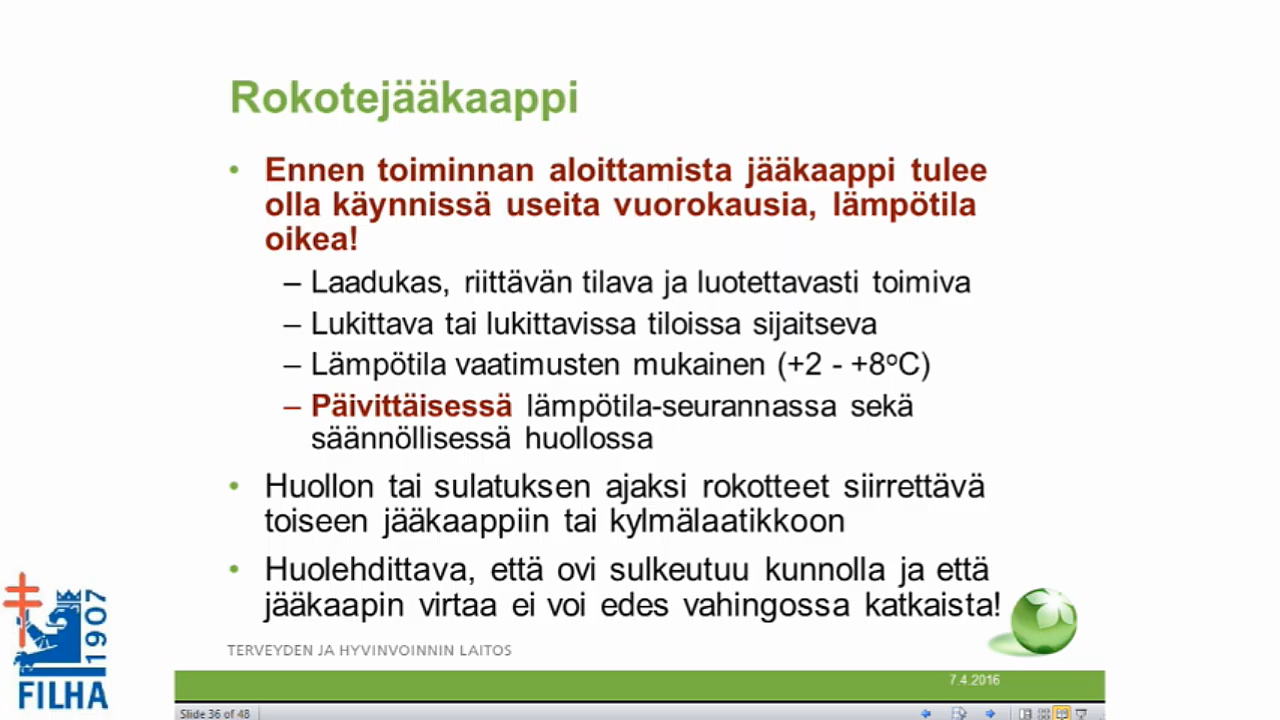 Rokotejääkaappi
• Ennen toiminnan aloittamista jääkaappi tulee
olla käynnissä useita vuorokausia, lämpötila
oikea!
– Laadukas, riittävän tilava ja luotettavasti toimiva
– Lukittava tai lukittavissa tiloissa sijaitseva
– Lämpötila vaatimusten mukainen (+2 - +8ºC)
– Päivittäisessä lämpötila-seurannassa sekä
säännöllisessä huollossa
• Huollon tai sulatuksen ajaksi rokotteet siirrettävä
toiseen jääkaappiin tai kylmälaatikkoon
• Huolehdittava, että ovi sulkeutuu kunnolla ja että
jääkaapin virtaa ei voi edes vahingossa katkaista!
1907
FILHA
TERVEYDEN JA HYVINVOINNIN LAITOS
7.4.2016
Slide 36 of 48